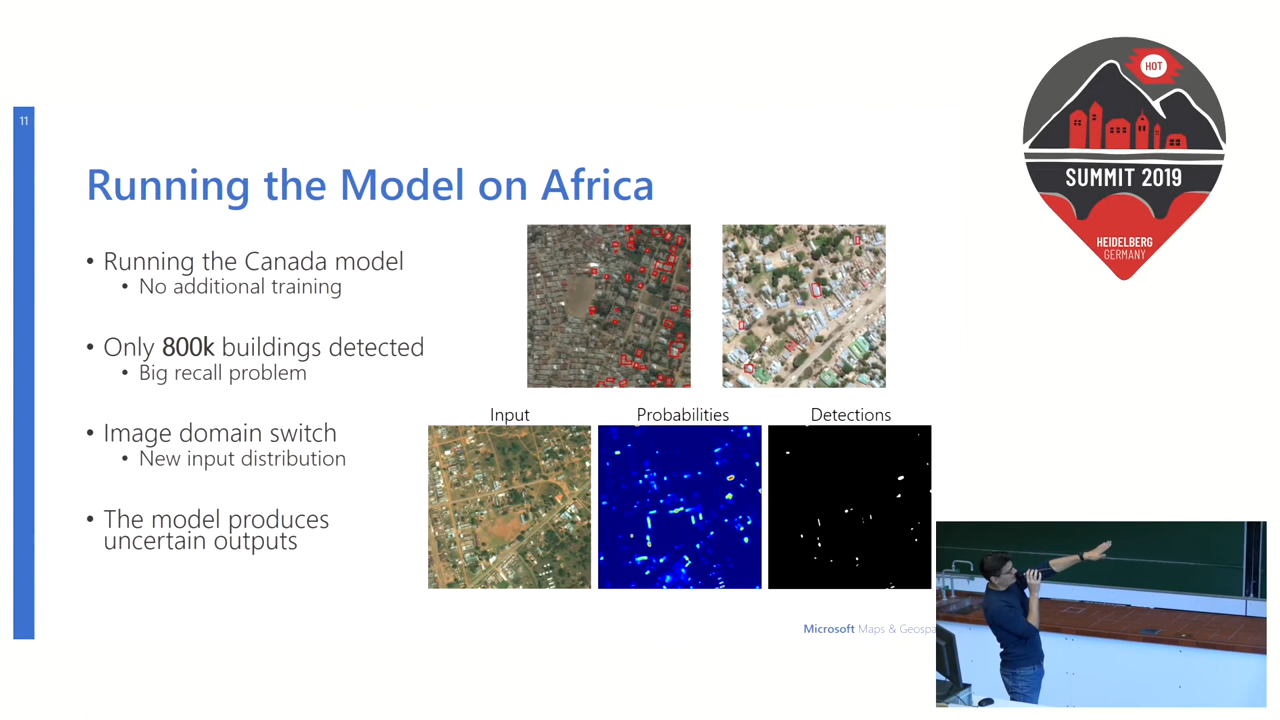 11
Running the Model on Africa
• Running the Canada model
• No additional training
• Only 800k buildings detected
• Big recall problem
• Image domain switch
• New input distribution
• The model produces
uncertain outputs
Input
Probabilities
Detections
Microsoft Maps & Geospa
HOT
SUMMIT 2019
HEIDELBERG
GERMANY